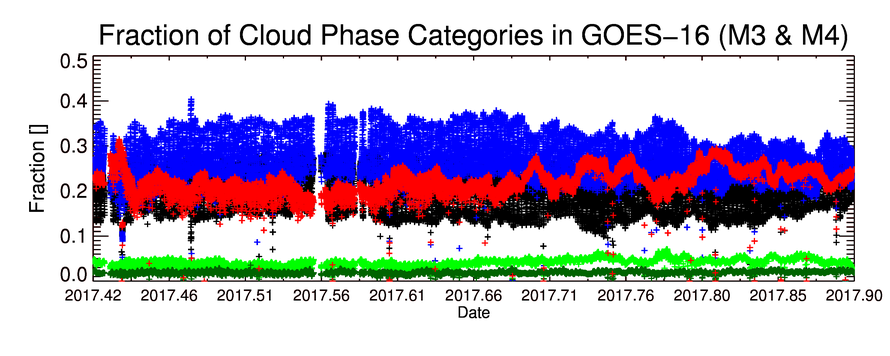 Fraction of Cloud Phase Categories in GOES−16 (M3 & M4)
0.5
0.4
0.3
0.2
0.1
0.0
Fraction []
2017.42 2017.46 2017.51 2017.56 2017.61 2017.66 2017.71 2017.76 2017.80 2017.85 2017.90
Date